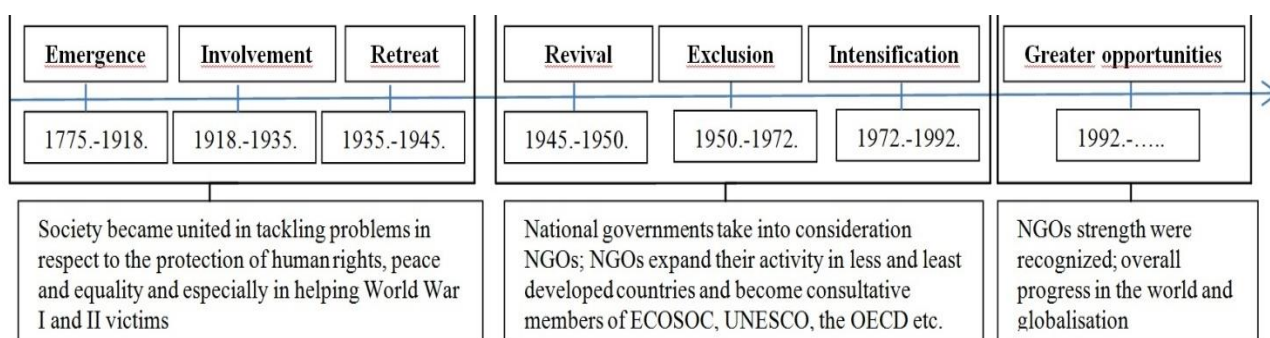 Emergence Involvement Retreat Revival Exclusion Intensification Greater opportunities
1775.-1918. 1918.-1935. 1935.-1945. 1945.-1950. 1950.-1972. 1972.-1992. 1992.-.....
Society became united in tackling problems in
respect to the protection of human rights, peace
and equality and especially in helping World War
I and II victims
National governments take into consideration
NGOs; NGOs expand their activity in less and least
developed countries and become consultative
members of ECOSOC, UNESCO, the OECD etc.
NGOs strength were
recognized; overall
progress in the world and
globalisation